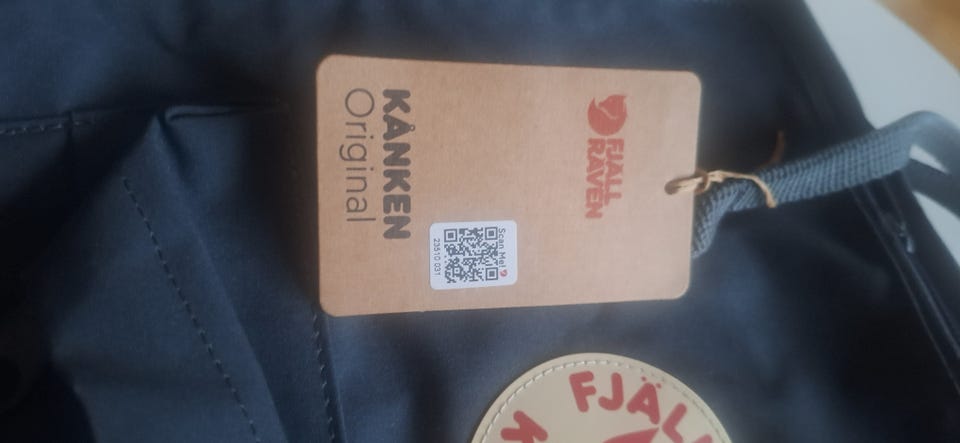 FJÄLL
RÄVEN
Scan Me!
23510 031
KÅNKEN
Original
FJÄLL